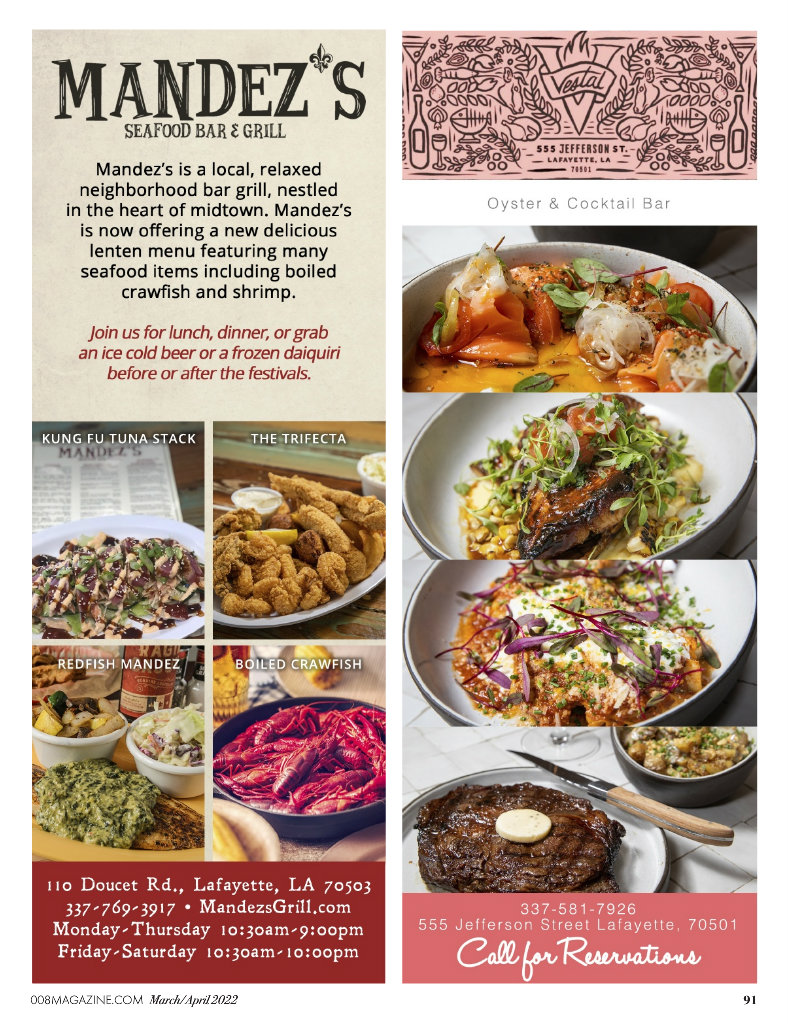 MANDEZ'S
SEAFOOD BAR & GRILL
Mandez's is a local, relaxed
neighborhood bar grill, nestled
in the heart of midtown. Mandez's
is now offering a new delicious
lenten menu featuring many
seafood items including boiled
crawfish and shrimp.
Join us for lunch, dinner, or grab
an ice cold beer or a frozen daiquiri
before or after the festivals.
KUNG FU TUNA STACK
MANDEZ'S
THE TRIFECTA
REDFISH MANDEZ
BOILED CRAWFISH
110 Doucet Rd., Lafayette, LA 70503
337-769-3917 • MandezsGrill.com
Monday-Thursday 10:30am-9:00pm
Friday-Saturday 10:30am-10:00pm
Vestal
555 JEFFERSON ST.
LAFAYETTE, LA
70501
Oyster & Cocktail Bar
337-581-7926
555 Jefferson Street Lafayette, 70501
Call for Reservations
008MAGAZINE.COM March/April 2022
91